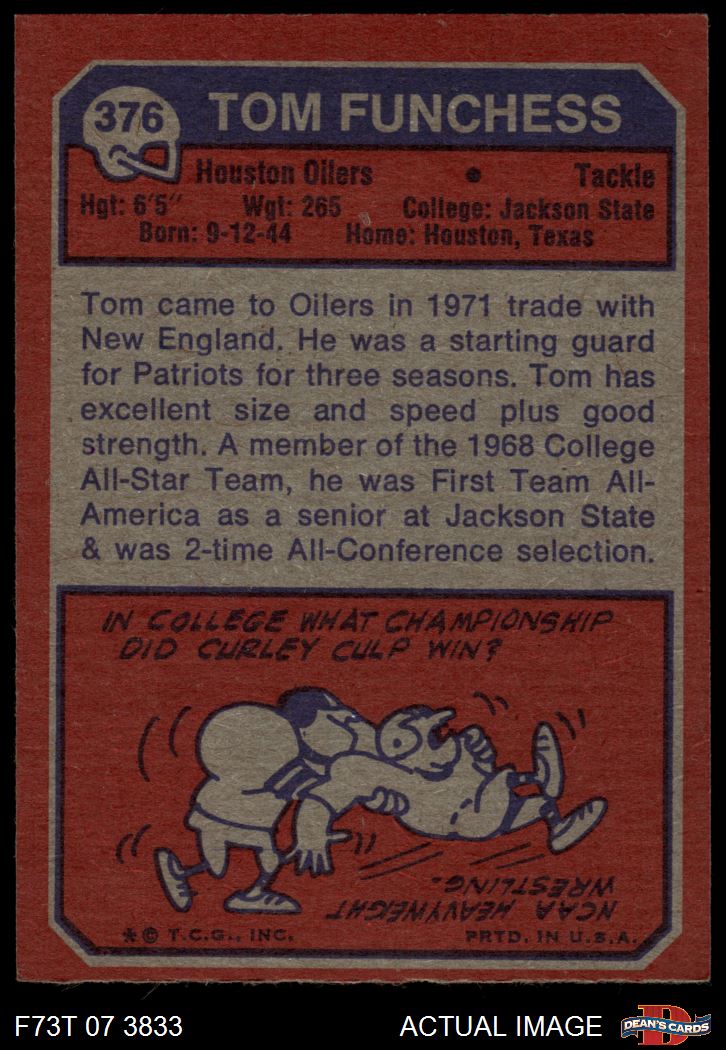 376
TOM FUNCHESS
Houston Oilers • Tackle
Hgt: 6'5" Wgt: 265 College: Jackson State
Born: 9-12-44 Home: Houston, Texas
Tom came to Oilers in 1971 trade with
New England. He was a starting guard
for Patriots for three seasons. Tom has
excellent size and speed plus good
strength. A member of the 1968 College
All-Star Team, he was First Team All-
America as a senior at Jackson State
& was 2-time All-Conference selection.
IN COLLEGE WHAT CHAMPIONSHIP
DID CURLEY CULP WIN?
NCAA HEAVYWEIGHT
WRESTLING.
* © T.C.G., INC. PRTD. IN U.S.A.
F73T 07 3833 ACTUAL IMAGE
D
DEAN'S CARDS